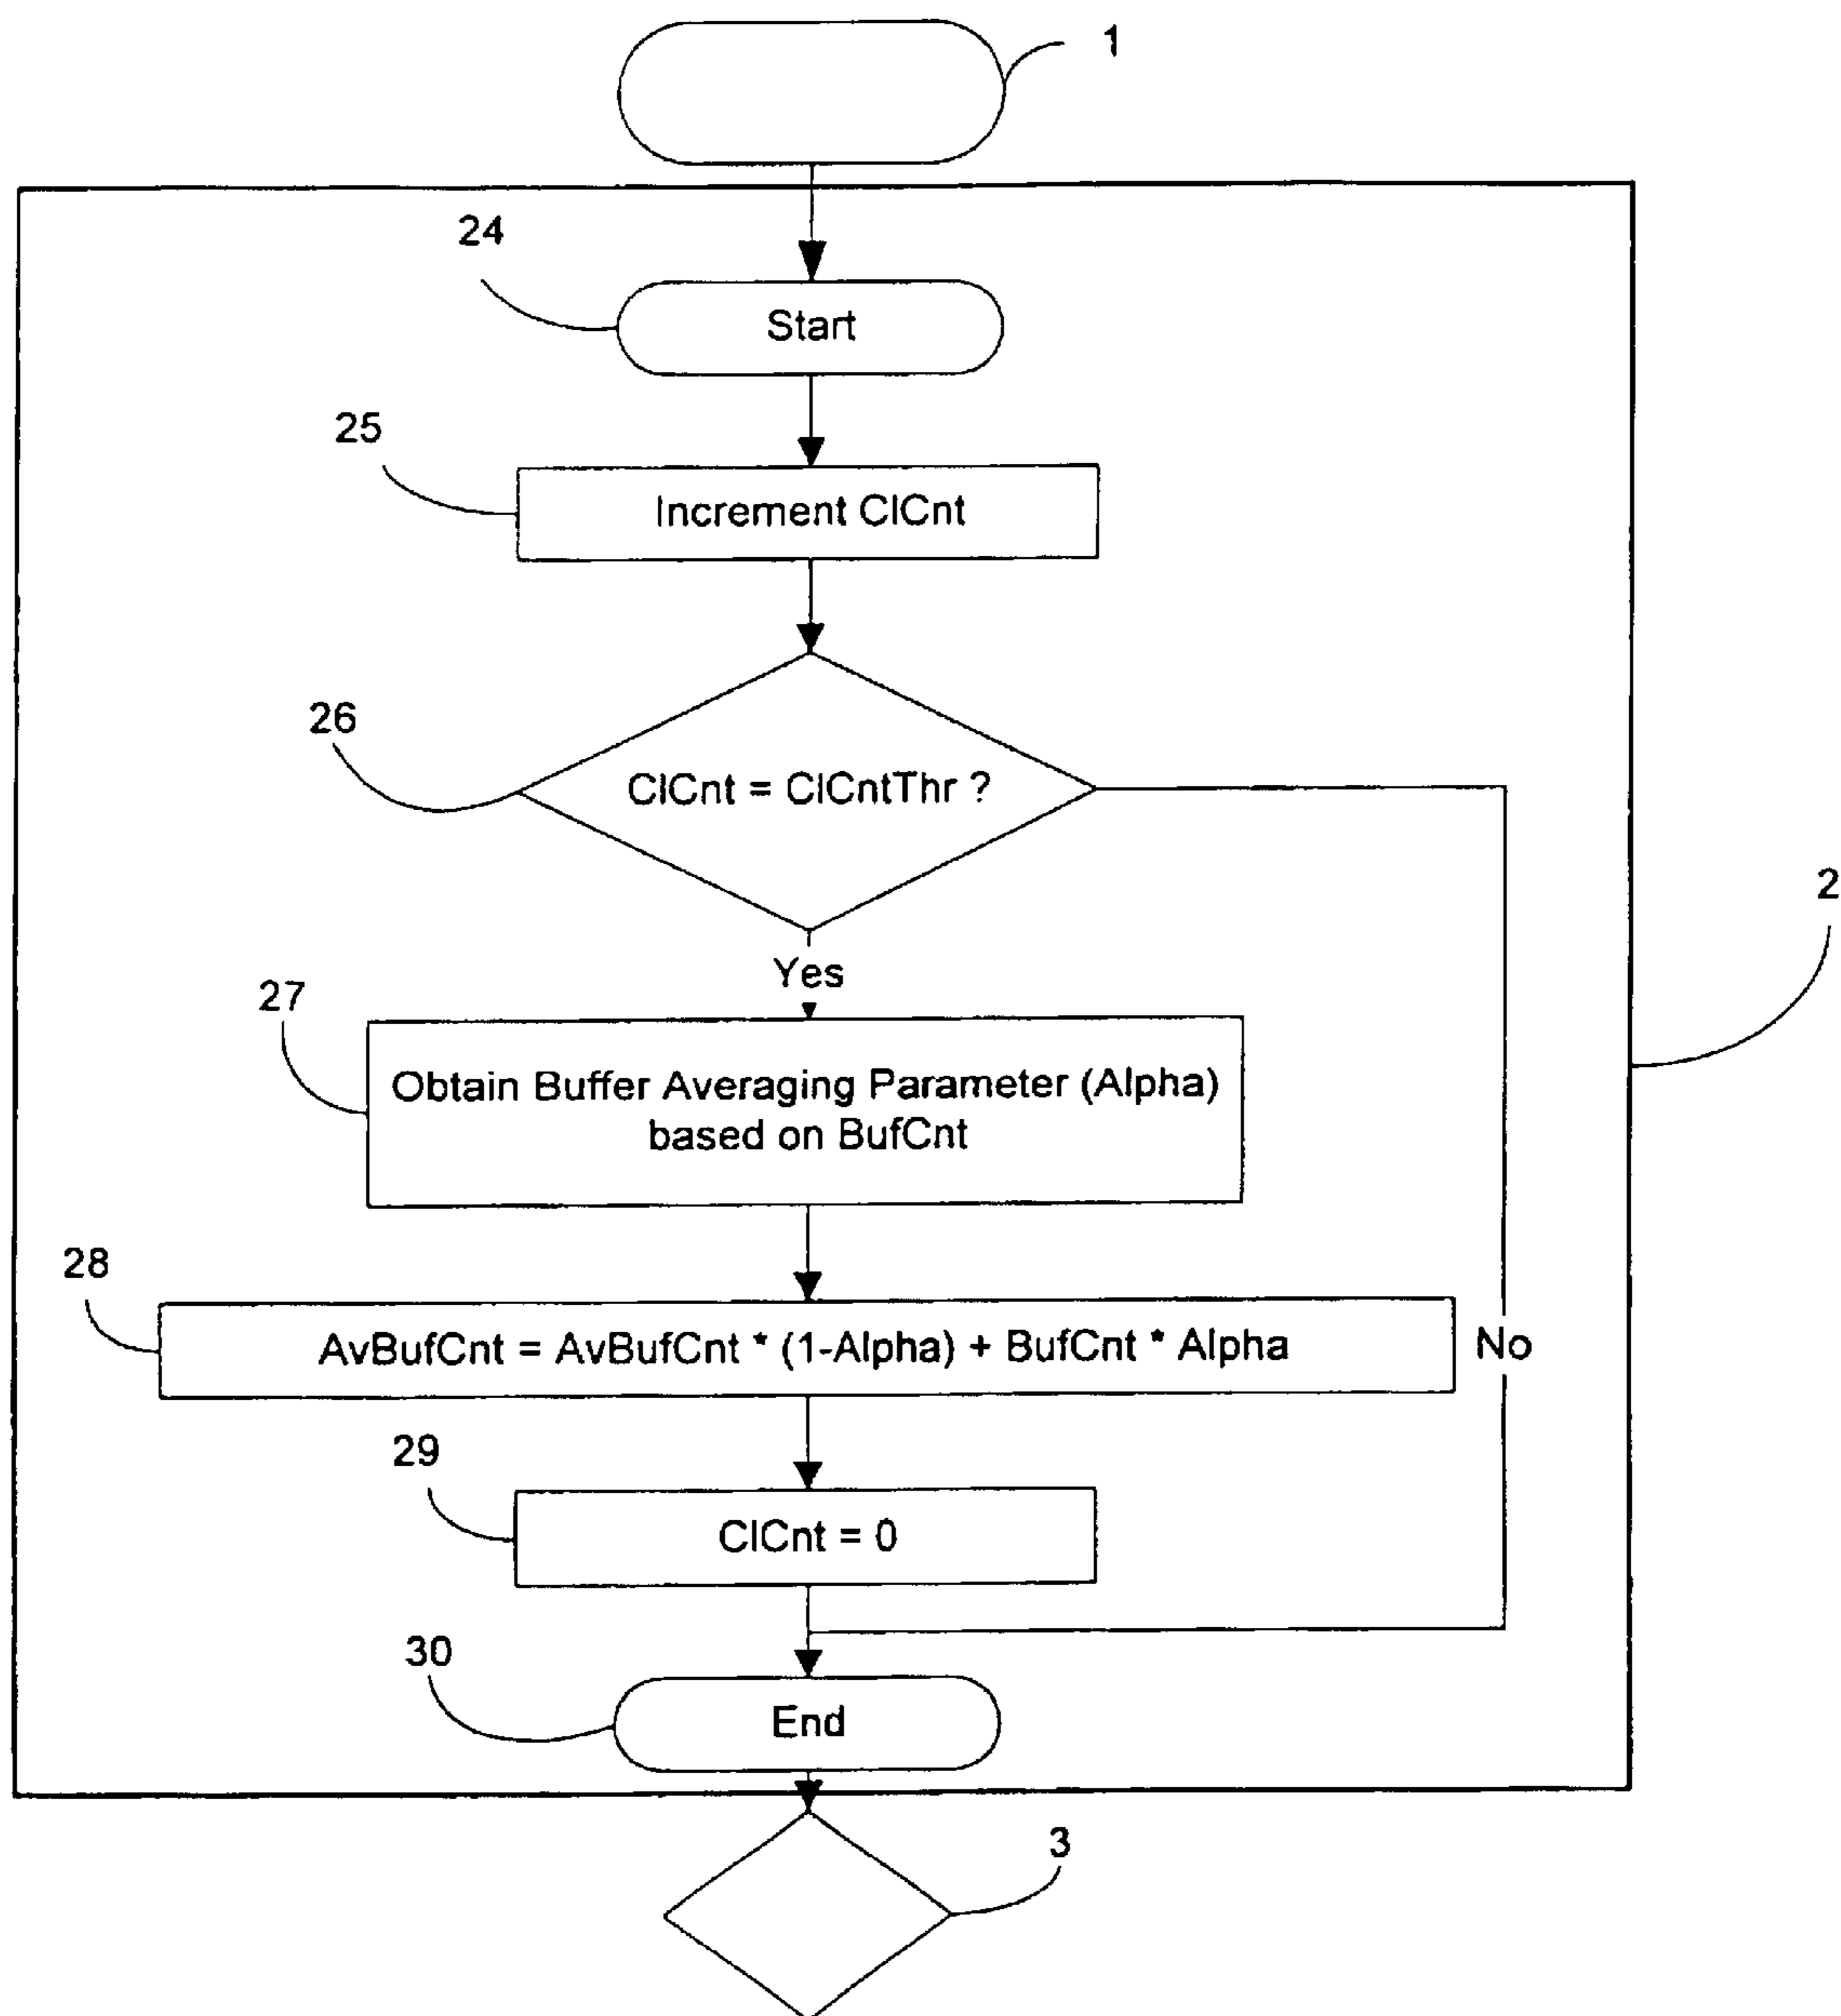 1
24
Start
25
Increment ClCnt
26
ClCnt = ClCntThr ?
2
Yes
27
Obtain Buffer Averaging Parameter (Alpha)
based on BufCnt
28
AvBufCnt = AvBufCnt * (1-Alpha) + BufCnt * Alpha
No
29
ClCnt = 0
30
End
3